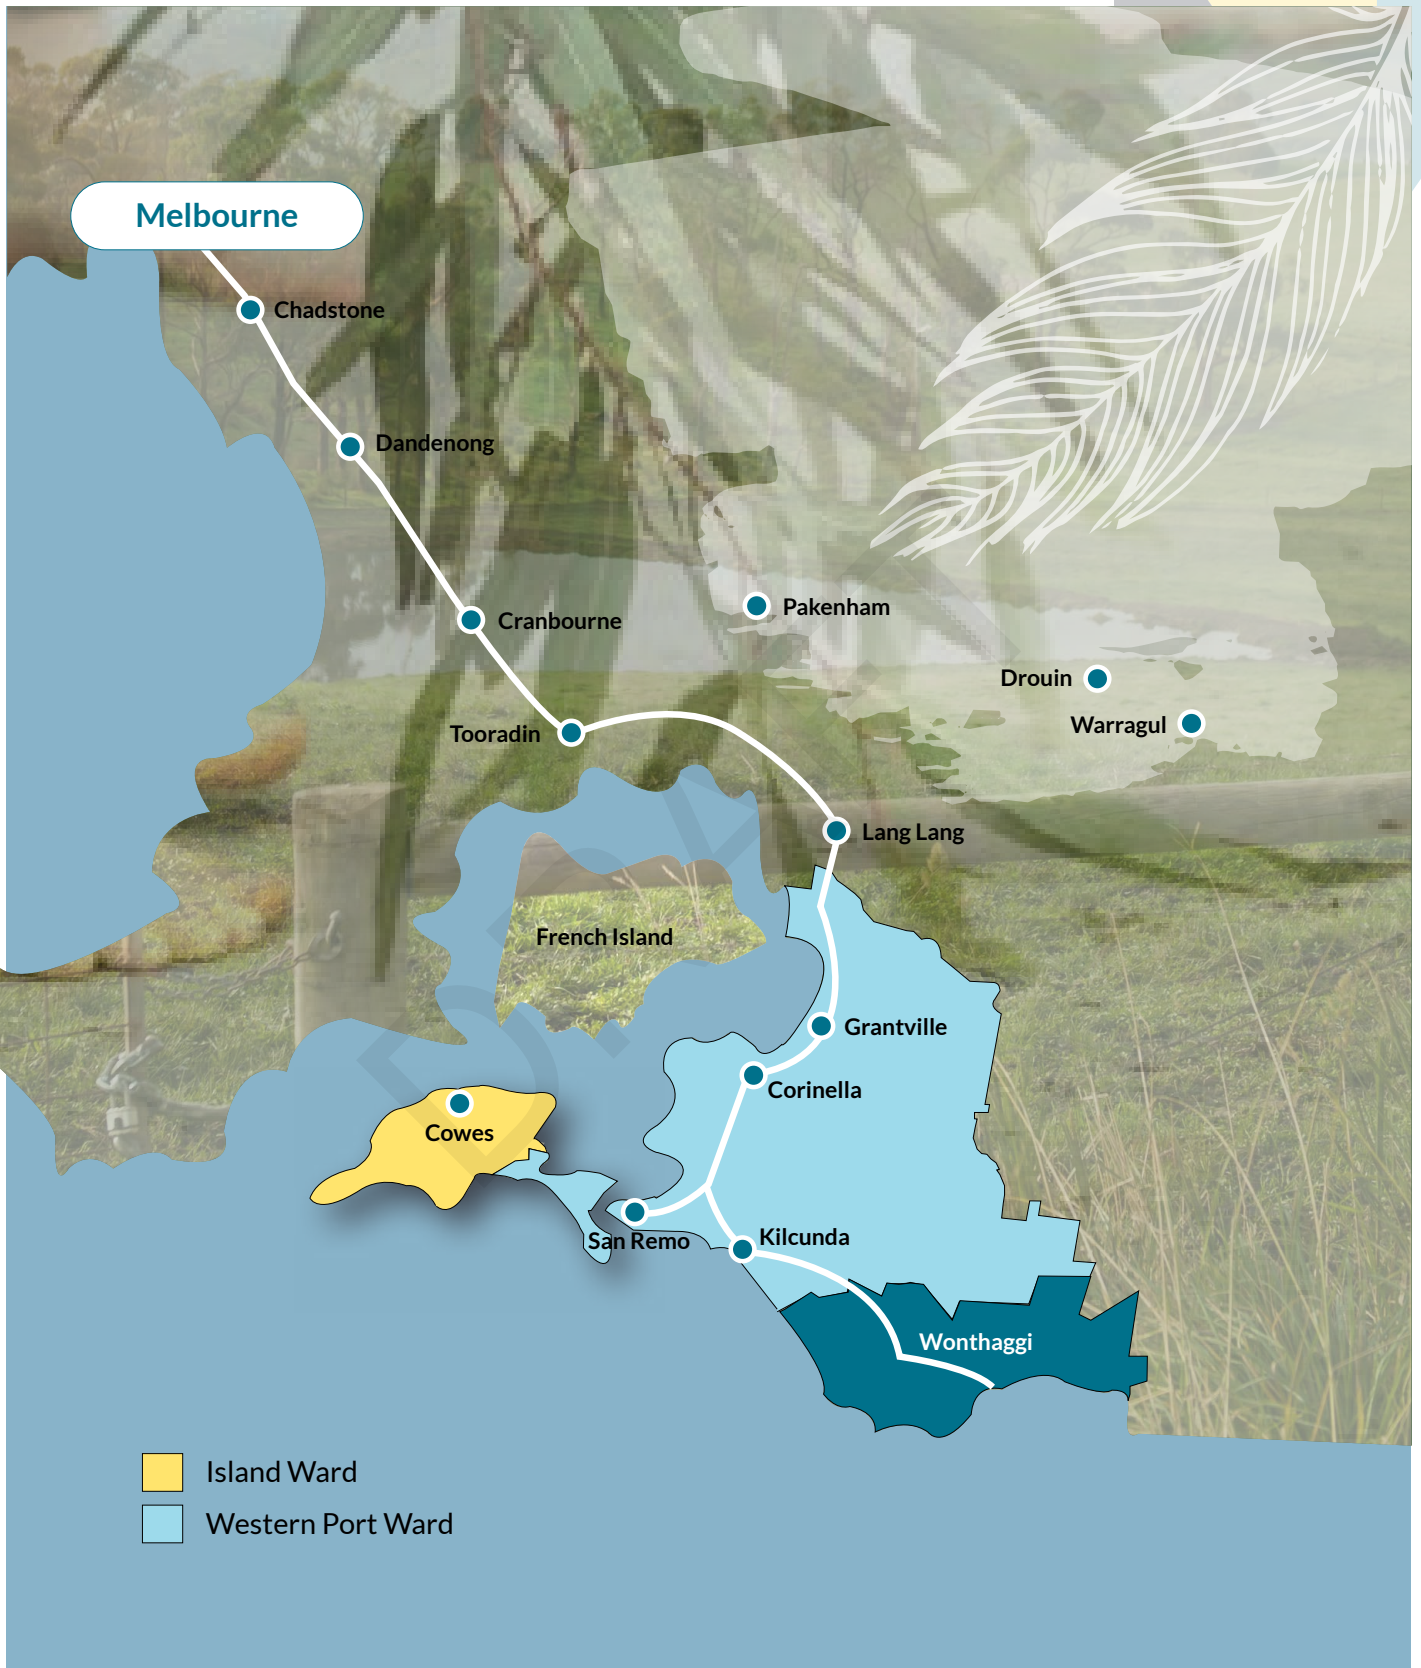 Melbourne
Chadstone
Dandenong
Cranbourne
Pakenham
Drouin
Warragul
Tooradin
Lang Lang
French Island
Grantville
Corinella
Cowes
San Remo
Kilcunda
Wonthaggi
Island Ward
Western Port Ward